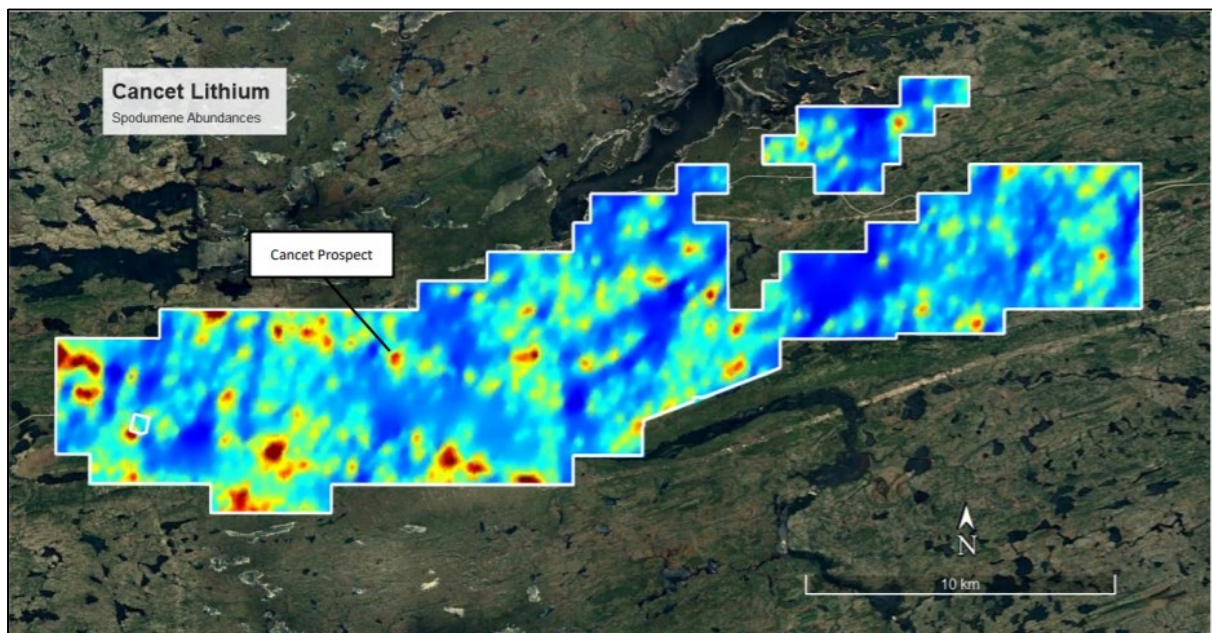 Cancet Lithium
Spodumene Abundances
Cancet Prospect
N
10 km